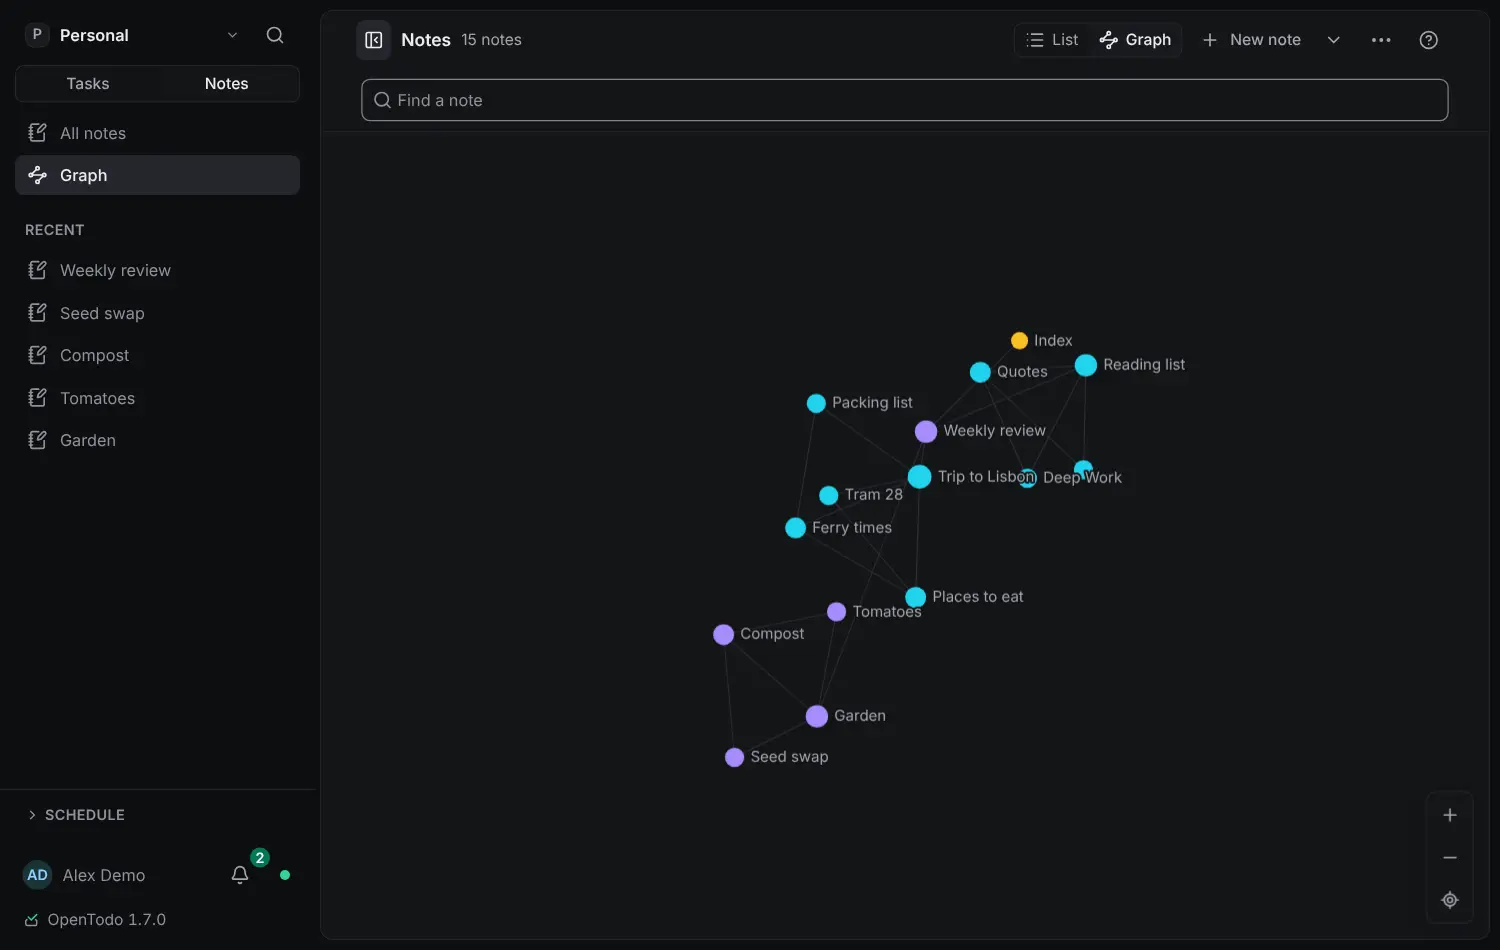 P Personal
Tasks Notes
All notes
Graph
RECENT
Weekly review
Seed swap
Compost
Tomatoes
Garden
SCHEDULE
AD Alex Demo 2
OpenTodo 1.7.0
Notes 15 notes
List Graph New note
Find a note
Index
Reading list
Quotes
Packing list
Weekly review
Trip to Lisbon
Deep Work
Tram 28
Ferry times
Places to eat
Tomatoes
Compost
Garden
Seed swap